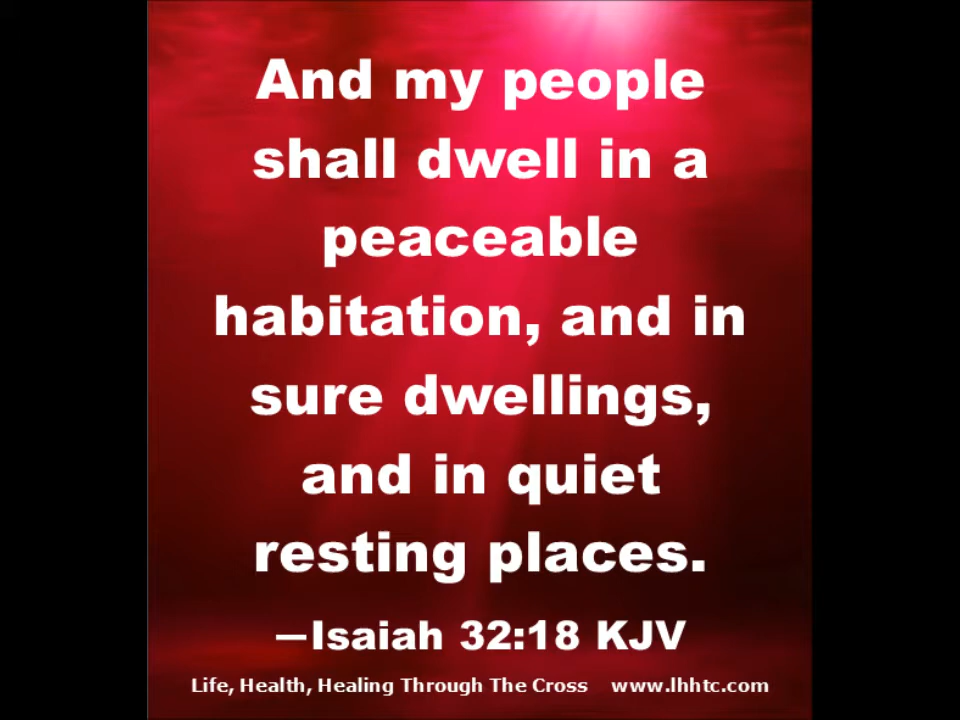 And my people
shall dwell in a
peaceable
habitation, and in
sure dwellings,
and in quiet
resting places.
—Isaiah 32:18 KJV
Life, Health, Healing Through The Cross www.lhhtc.com